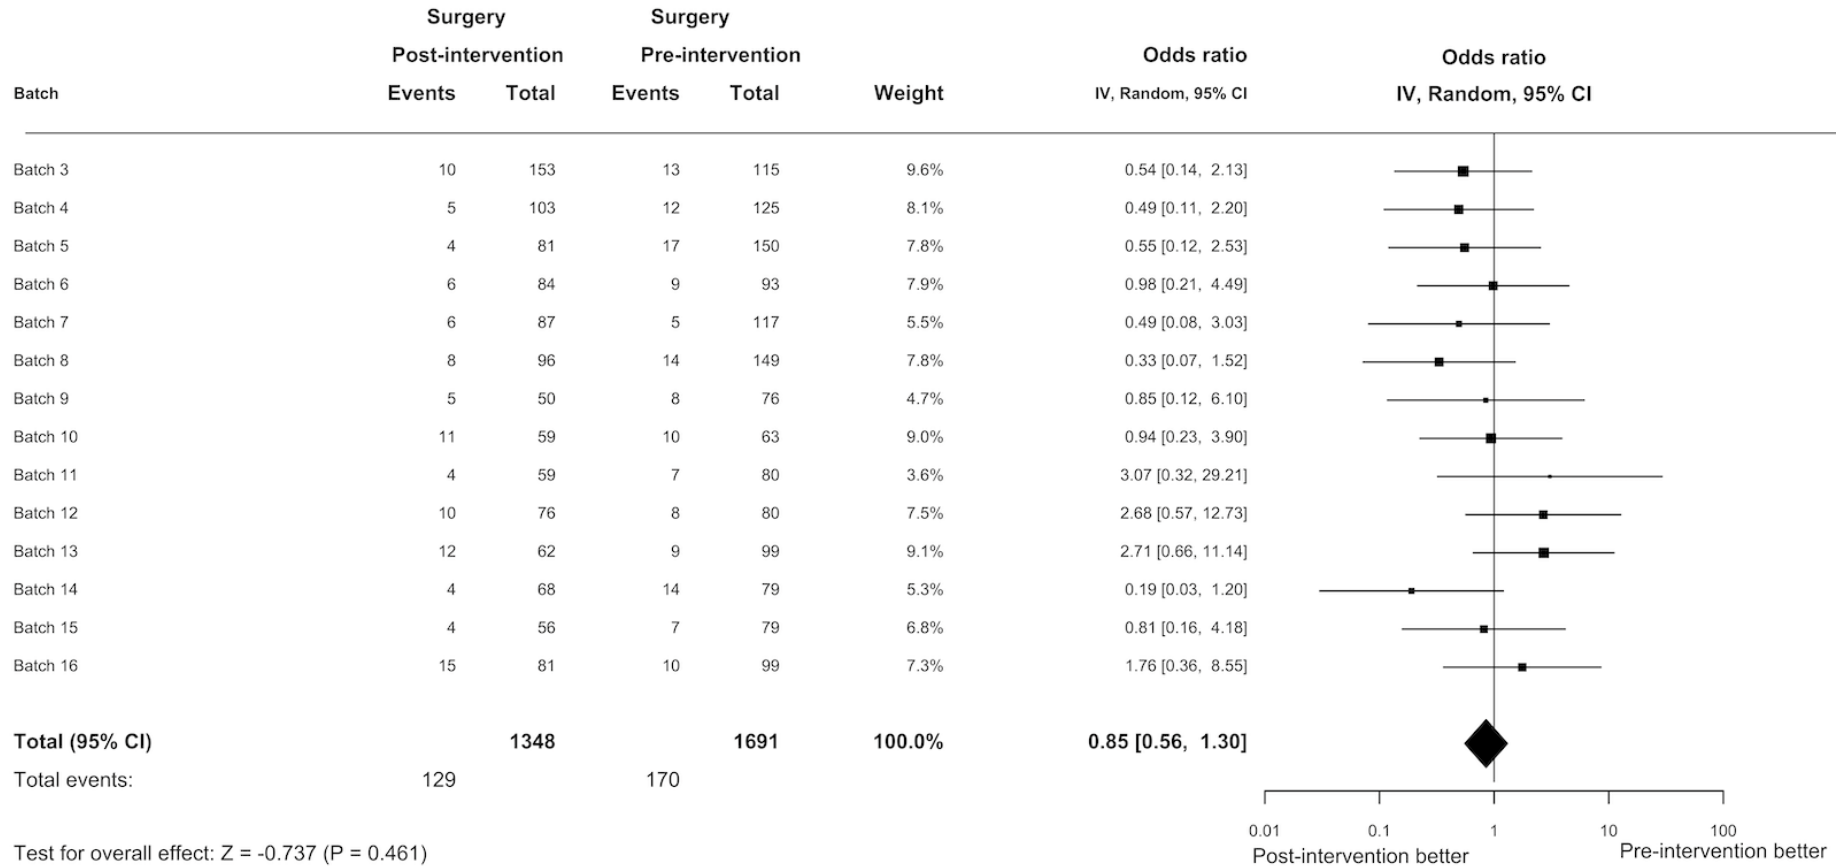 Surgery Surgery
Post-intervention Pre-intervention Odds ratio Odds ratio
Batch Events Total Events Total Weight IV, Random, 95% CI IV, Random, 95% CI
Batch 3 10 153 13 115 9.6% 0.54 [0.14, 2.13]
Batch 4 5 103 12 125 8.1% 0.49 [0.11, 2.20]
Batch 5 4 81 17 150 7.8% 0.55 [0.12, 2.53]
Batch 6 6 84 9 93 7.9% 0.98 [0.21, 4.49]
Batch 7 6 87 5 117 5.5% 0.49 [0.08, 3.03]
Batch 8 8 96 14 149 7.8% 0.33 [0.07, 1.52]
Batch 9 5 50 8 76 4.7% 0.85 [0.12, 6.10]
Batch 10 11 59 10 63 9.0% 0.94 [0.23, 3.90]
Batch 11 4 59 7 80 3.6% 3.07 [0.32, 29.21]
Batch 12 10 76 8 80 7.5% 2.68 [0.57, 12.73]
Batch 13 12 62 9 99 9.1% 2.71 [0.66, 11.14]
Batch 14 4 68 14 79 5.3% 0.19 [0.03, 1.20]
Batch 15 4 56 7 79 6.8% 0.81 [0.16, 4.18]
Batch 16 15 81 10 99 7.3% 1.76 [0.36, 8.55]
Total (95% CI) 1348 1691 100.0% 0.85 [0.56, 1.30]
Total events: 129 170
0.01 0.1 1 10 100
Test for overall effect: Z = -0.737 (P = 0.461) Post-intervention better Pre-intervention better